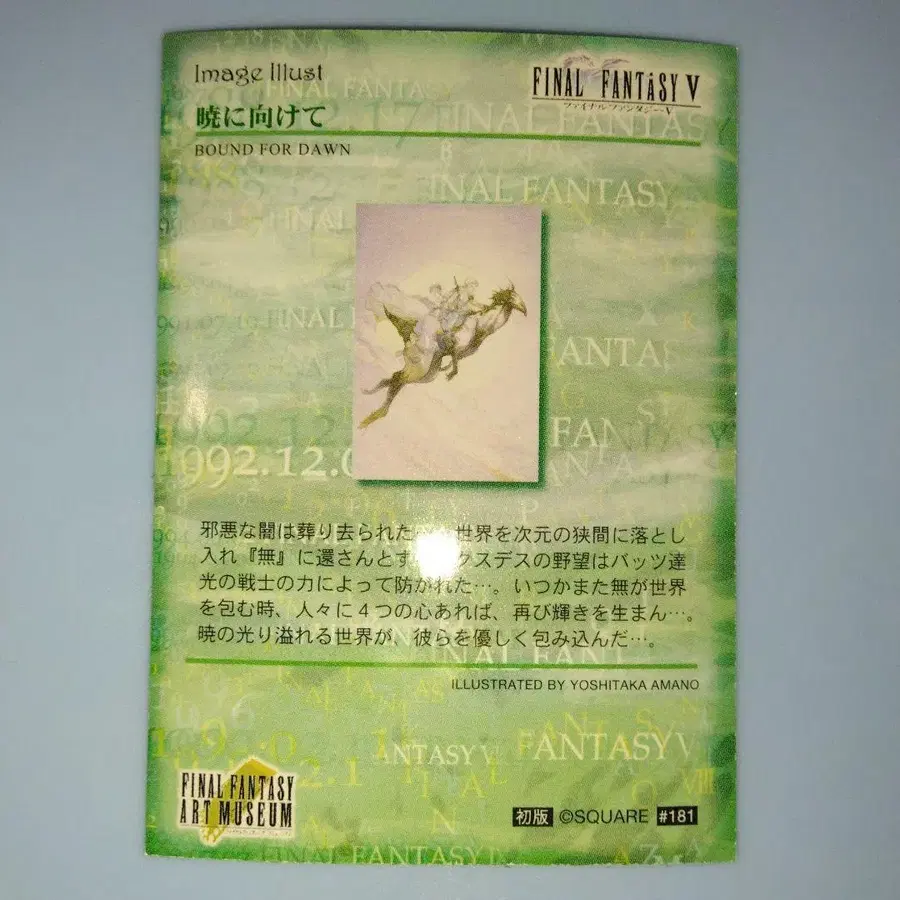 Image Illust
FINAL FANTASY V
ファイナルファンタジーV
暁に向けて
BOUND FOR DAWN
邪悪な闇は葬り去られた 世界を次元の狭間に落とし
入れ『無』に還さんとす クスデスの野望はバッツ達
光の戦士の力によって防がれた…。いつかまた無が世界
を包む時、人々に4つの心あれば、再び輝きを生まん…。
暁の光り溢れる世界が、彼らを優しく包み込んだ…。
ILLUSTRATED BY YOSHITAKA AMANO
FINAL FANTASY
ART MUSEUM
初版 ©SQUARE #181